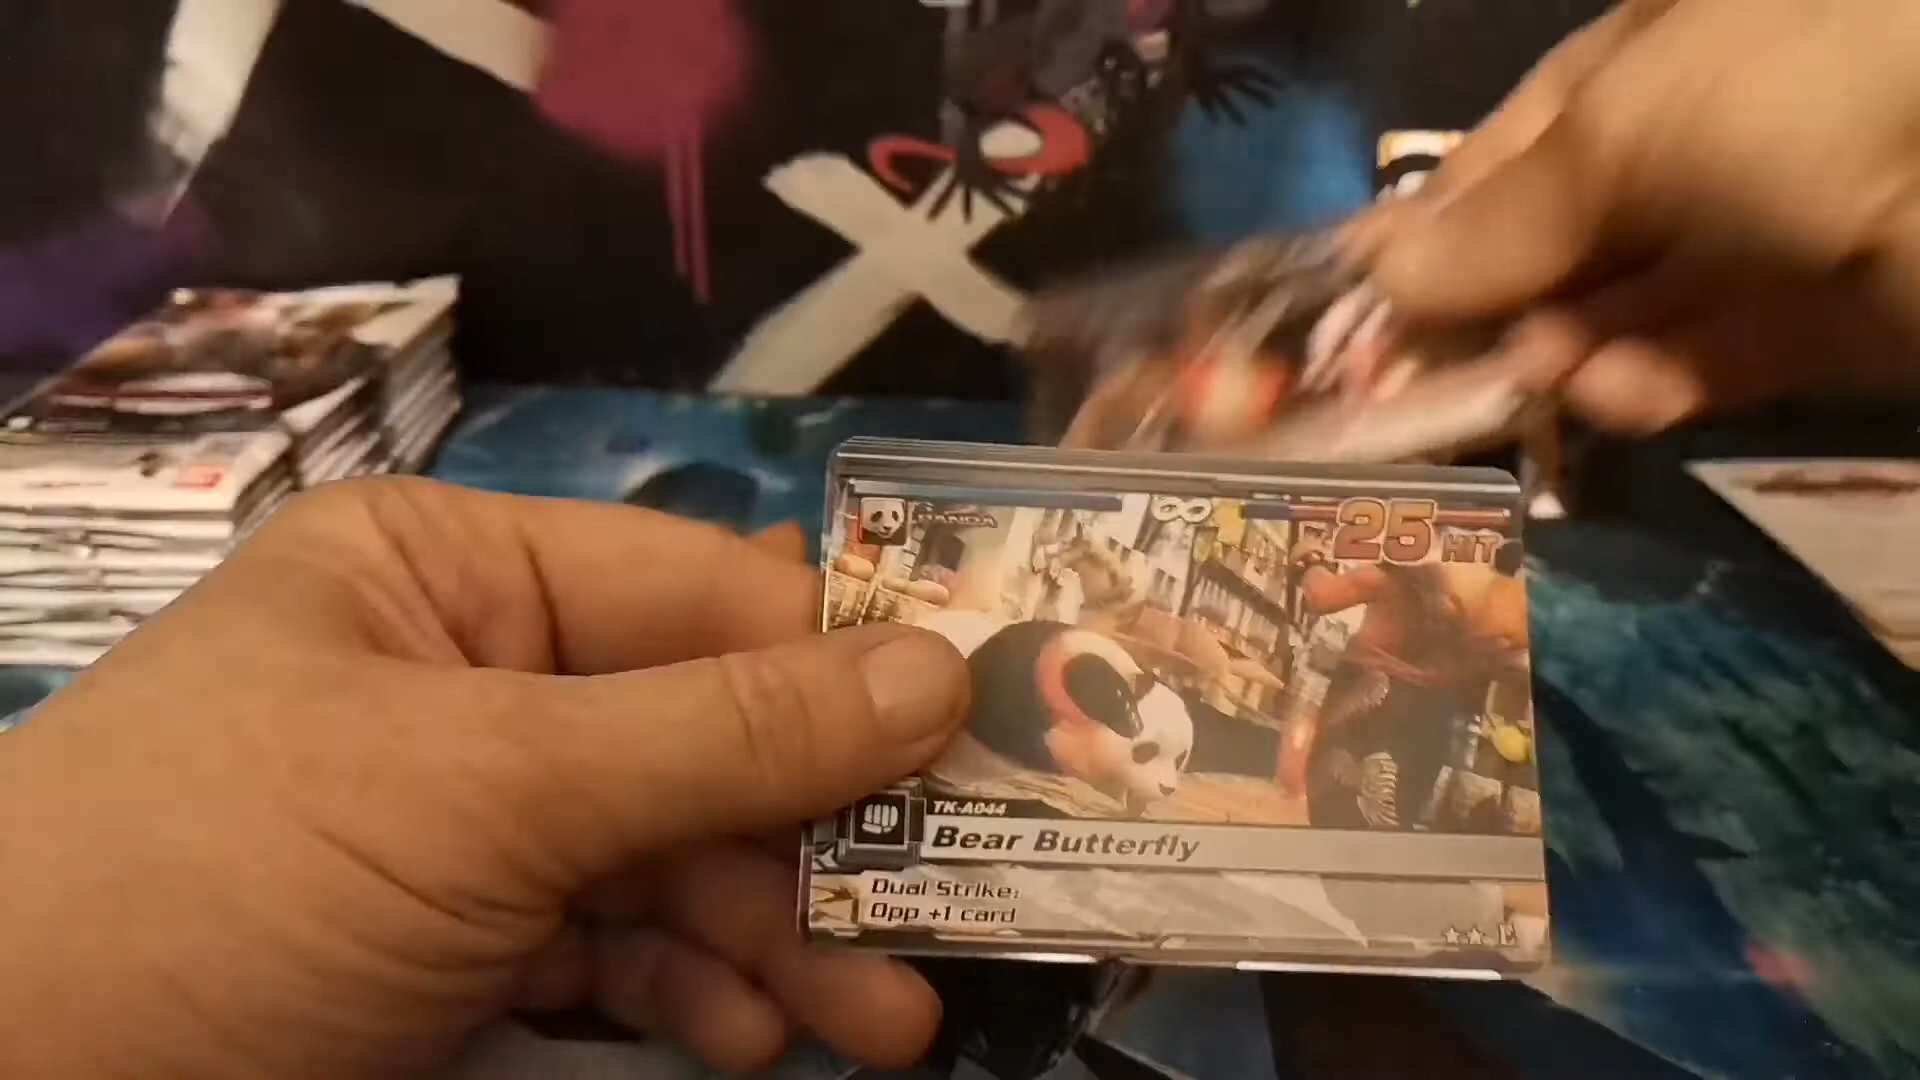 PANDA
25 HIT
TK-A044
Bear Butterfly
Dual Strike:
Opp +1 card
★★ E